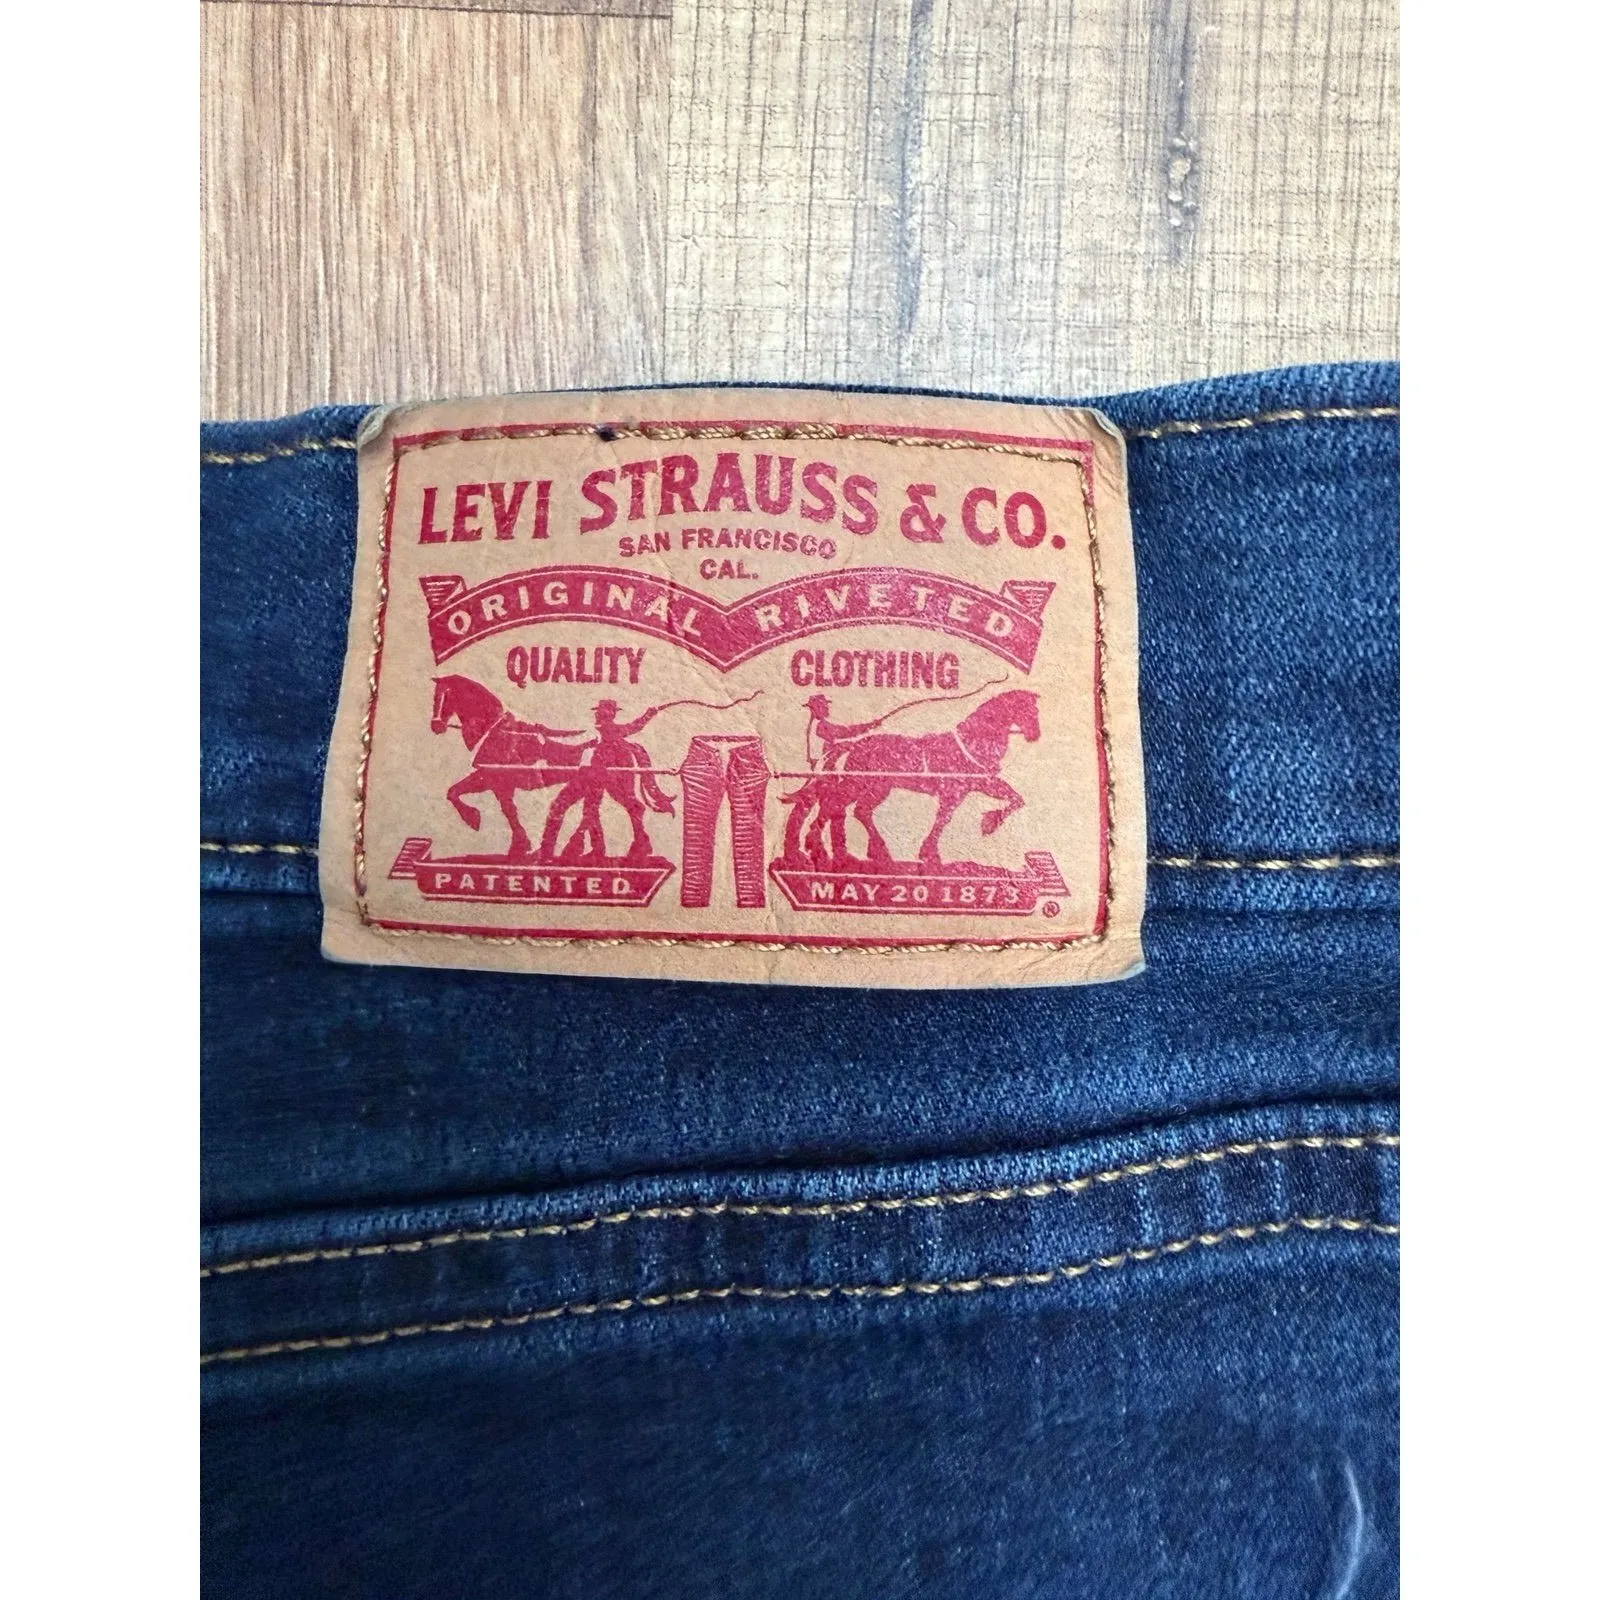 LEVI STRAUSS & CO.
SAN FRANCISCO
CAL.
ORIGINAL RIVETED
QUALITY CLOTHING
PATENTED MAY 20 1873 ®